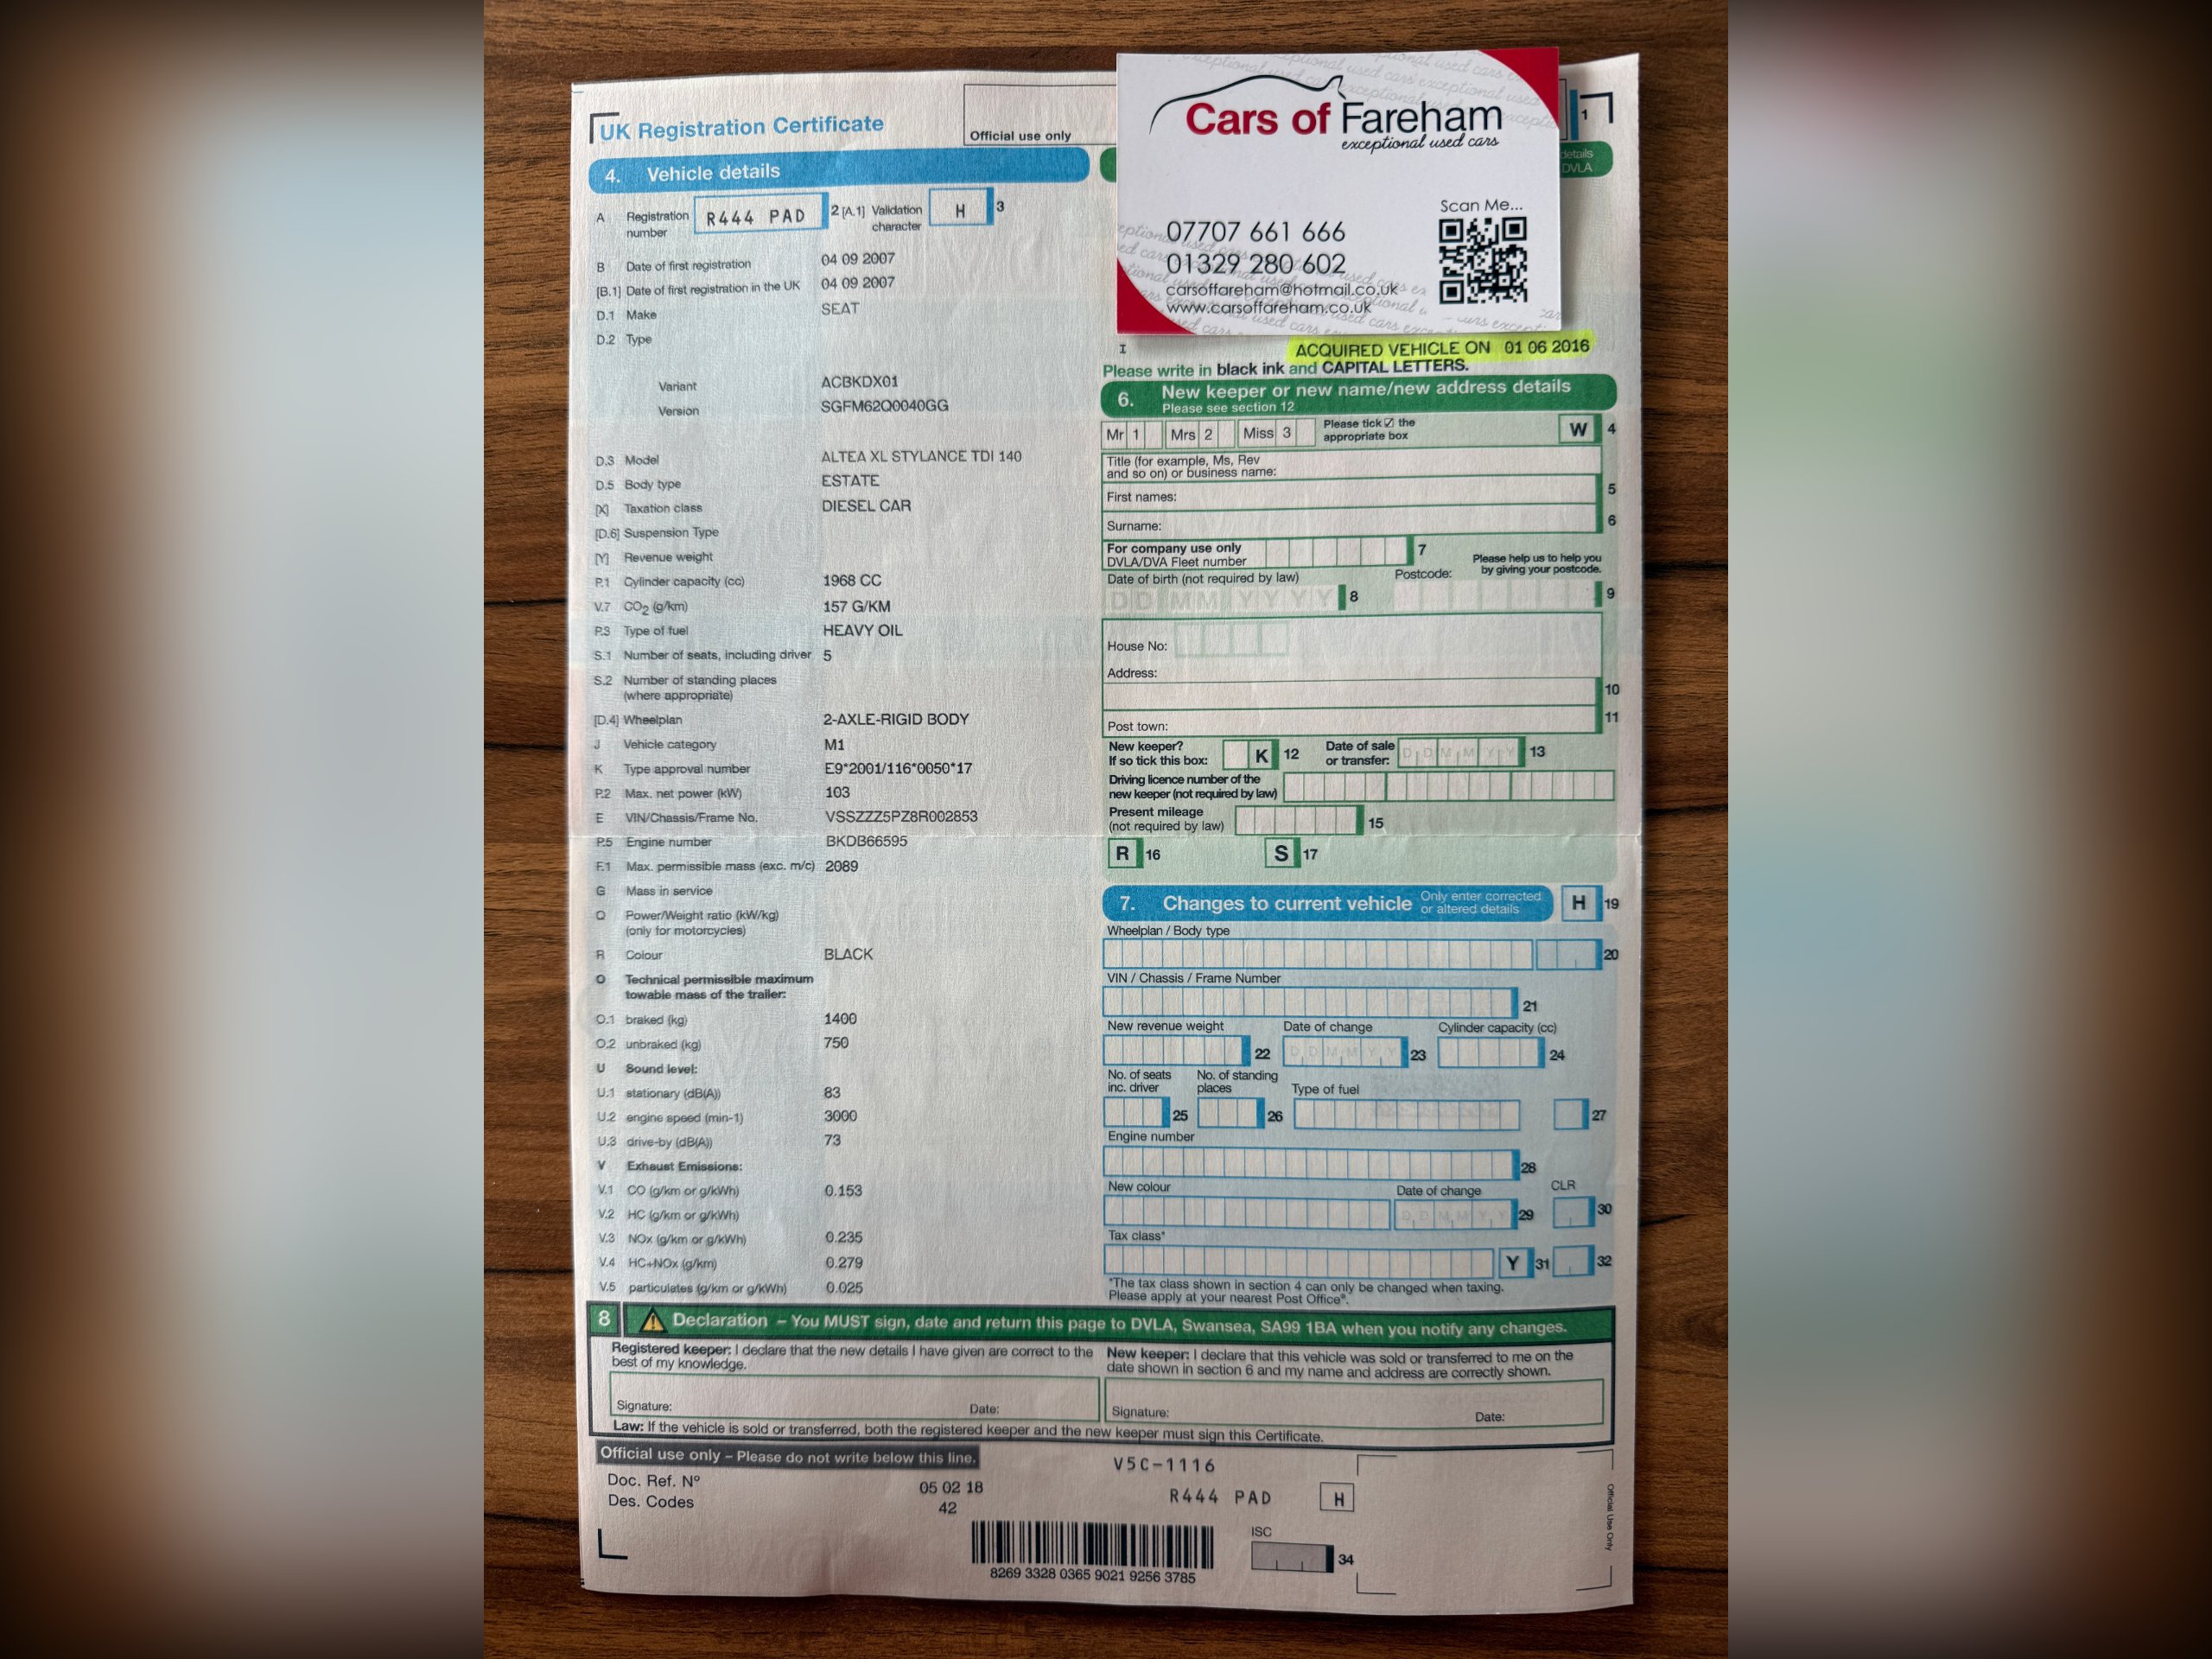 UK Registration Certificate
Official use only
1
4. Vehicle details
details
DVLA
A Registration number R444 PAD 2 [A.1] Validation character H 3
B Date of first registration 04 09 2007
[B.1] Date of first registration in the UK 04 09 2007
D.1 Make SEAT
D.2 Type
Variant ACBKDX01
Version SGFM62Q0040GG
D.3 Model ALTEA XL STYLANCE TDI 140
D.5 Body type ESTATE
[X] Taxation class DIESEL CAR
[D.6] Suspension Type
[Y] Revenue weight
P.1 Cylinder capacity (cc) 1968 CC
V.7 CO2 (g/km) 157 G/KM
P.3 Type of fuel HEAVY OIL
S.1 Number of seats, including driver 5
S.2 Number of standing places
(where appropriate)
[D.4] Wheelplan 2-AXLE-RIGID BODY
J Vehicle category M1
K Type approval number E9*2001/116*0050*17
P.2 Max. net power (kW) 103
E VIN/Chassis/Frame No. VSSZZZ5PZ8R002853
P.5 Engine number BKDB66595
F.1 Max. permissible mass (exc. m/c) 2089
G Mass in service
Q Power/Weight ratio (kW/kg)
(only for motorcycles)
R Colour BLACK
O Technical permissible maximum
towable mass of the trailer:
O.1 braked (kg) 1400
O.2 unbraked (kg) 750
U Sound level:
U.1 stationary (dB(A)) 83
U.2 engine speed (min-1) 3000
U.3 drive-by (dB(A)) 73
V Exhaust Emissions:
V.1 CO (g/km or g/kWh) 0.153
V.2 HC (g/km or g/kWh)
V.3 NOx (g/km or g/kWh) 0.235
V.4 HC+NOx (g/km) 0.279
V.5 particulates (g/km or g/kWh) 0.025
Cars of Fareham
exceptional used cars
Scan Me...
07707 661 666
01329 280 602
carsoffareham@hotmail.co.uk
www.carsoffareham.co.uk
I
ACQUIRED VEHICLE ON 01 06 2016
Please write in black ink and CAPITAL LETTERS.
6. New keeper or new name/new address details
Please see section 12
Mr 1 Mrs 2 Miss 3 Please tick ☑ the appropriate box W 4
Title (for example, Ms, Rev
and so on) or business name:
First names: 5
Surname: 6
For company use only
DVLA/DVA Fleet number 7
Please help us to help you
by giving your postcode.
Date of birth (not required by law) Postcode:
D D M M Y Y Y Y 8 9
House No:
Address:
10
11
Post town:
New keeper?
If so tick this box: K 12 Date of sale or transfer: D D M M Y Y 13
Driving licence number of the
new keeper (not required by law)
Present mileage
(not required by law) 15
R 16 S 17
7. Changes to current vehicle Only enter corrected or altered details H 19
Wheelplan / Body type
20
VIN / Chassis / Frame Number
21
New revenue weight Date of change Cylinder capacity (cc)
22 D D M M Y Y 23 24
No. of seats inc. driver No. of standing places Type of fuel
25 26 27
Engine number
28
New colour Date of change CLR
D D M M Y Y 29 30
Tax class*
Y 31 32
*The tax class shown in section 4 can only be changed when taxing.
Please apply at your nearest Post Office®.
8 Declaration – You MUST sign, date and return this page to DVLA, Swansea, SA99 1BA when you notify any changes.
Registered keeper: I declare that the new details I have given are correct to the
best of my knowledge.
Signature: Date:
New keeper: I declare that this vehicle was sold or transferred to me on the
date shown in section 6 and my name and address are correctly shown.
Signature: Date:
Law: If the vehicle is sold or transferred, both the registered keeper and the new keeper must sign this Certificate.
Official use only – Please do not write below this line.
Doc. Ref. Nº 05 02 18
Des. Codes 42
V5C-1116
R444 PAD H
ISC
34
8269 3328 0365 9021 9256 3785
Official Use Only